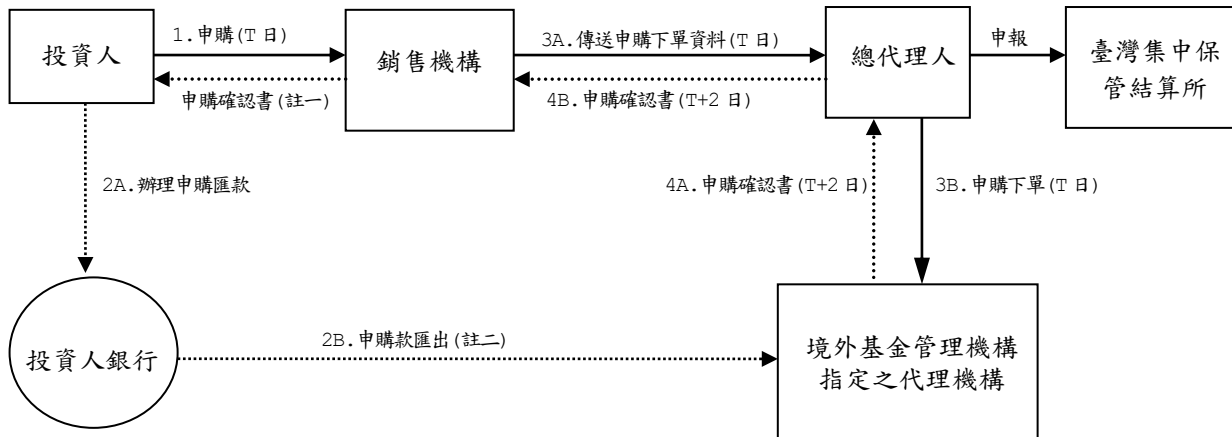 投資人
1.申購(T 日)
申購確認書(註一)
銷售機構
3A.傳送申購下單資料(T 日)
4B.申購確認書(T+2 日)
總代理人
申報
臺灣集中保
管結算所
2A.辦理申購匯款
4A.申購確認書(T+2 日)
3B.申購下單(T 日)
投資人銀行
2B.申購款匯出(註二)
境外基金管理機構
指定之代理機構